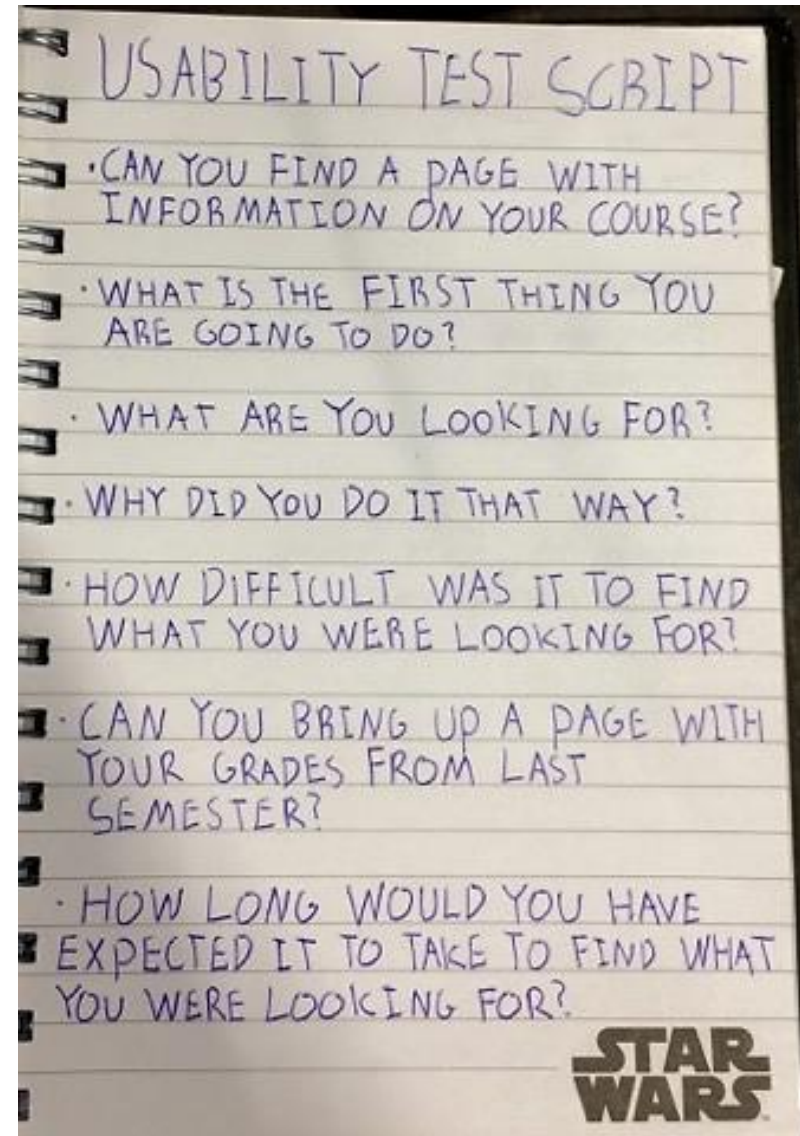 USABILITY TEST SCRIPT
·CAN YOU FIND A PAGE WITH
INFORMATION ON YOUR COURSE?
·WHAT IS THE FIRST THING YOU
ARE GOING TO DO?
·WHAT ARE YOU LOOKING FOR?
·WHY DID YOU DO IT THAT WAY?
·HOW DIFFICULT WAS IT TO FIND
WHAT YOU WERE LOOKING FOR?
·CAN YOU BRING UP A PAGE WITH
YOUR GRADES FROM LAST
SEMESTER?
·HOW LONG WOULD YOU HAVE
EXPECTED IT TO TAKE TO FIND WHAT
YOU WERE LOOKING FOR?
STAR
WARS